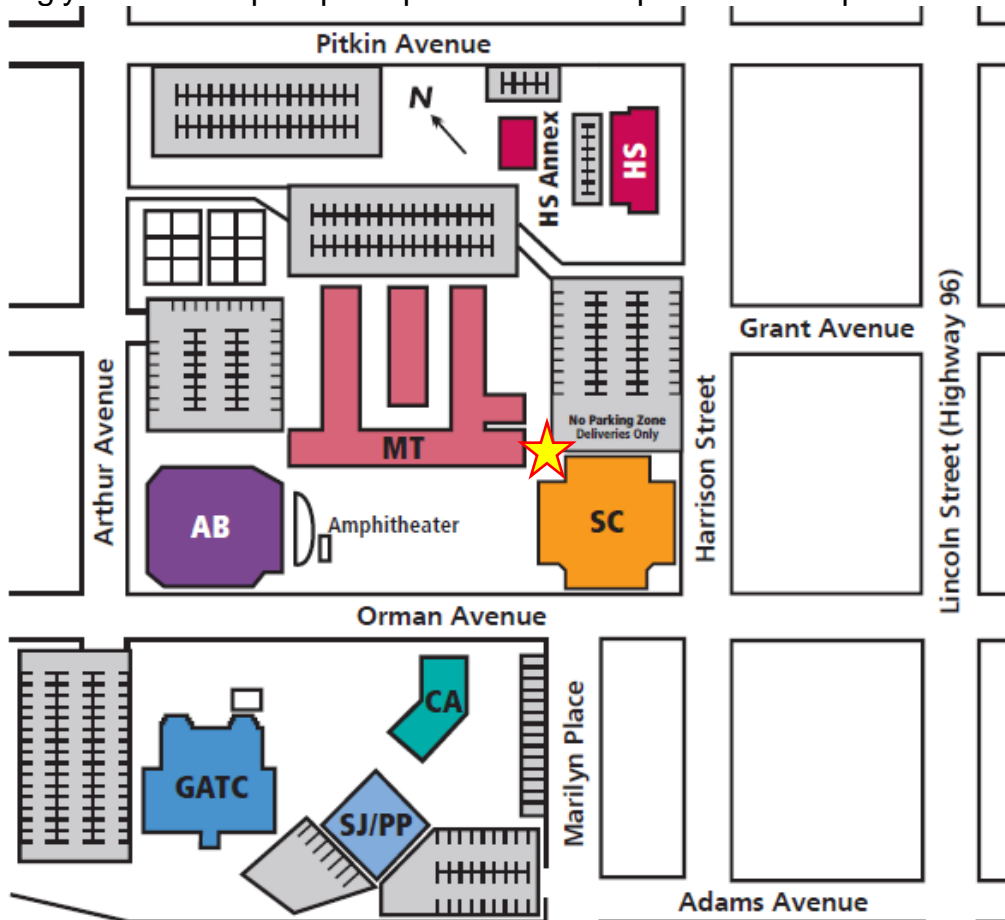 Pitkin Avenue
N
HS Annex
HS
Grant Avenue
Lincoln Street (Highway 96)
Harrison Street
No Parking Zone
Deliveries Only
Arthur Avenue
MT
AB
Amphitheater
SC
Orman Avenue
CA
GATC
SJ/PP
Marilyn Place
Adams Avenue